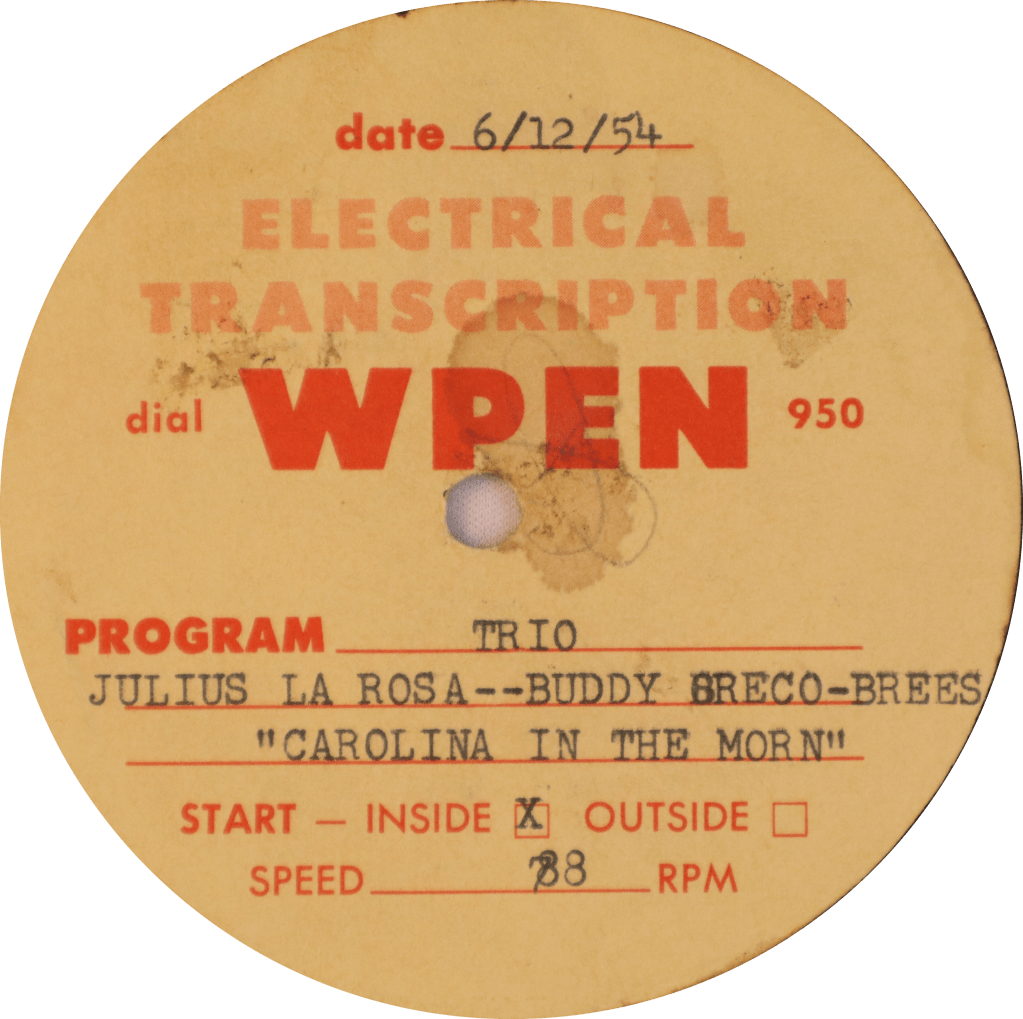 date 6/12/54
ELECTRICAL
TRANSCRIPTION
dial WPEN 950
PROGRAM TRIO
JULIUS LA ROSA--BUDDY GRECO-BREES
"CAROLINA IN THE MORN"
START – INSIDE X OUTSIDE
SPEED 78 RPM